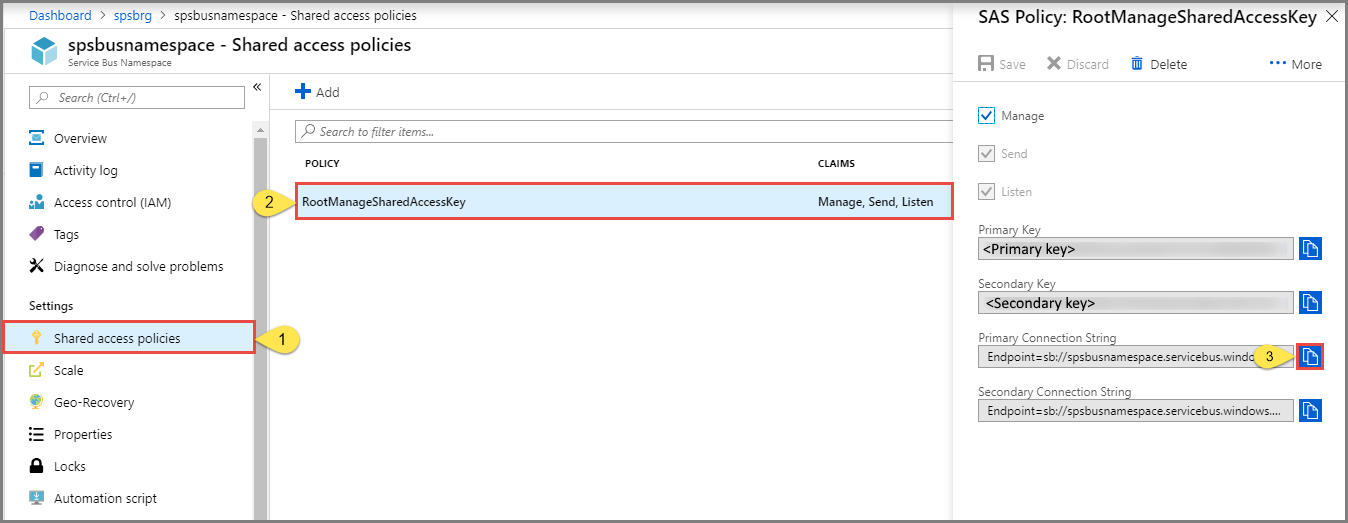 Dashboard > spsbrg > spsbusnamespace - Shared access policies
spsbusnamespace - Shared access policies
Service Bus Namespace
Search (Ctrl+/)
Overview
Activity log
Access control (IAM)
Tags
Diagnose and solve problems
Settings
Shared access policies
1
Scale
Geo-Recovery
Properties
Locks
Automation script
Add
Search to filter items...
POLICY CLAIMS
2 RootManageSharedAccessKey Manage, Send, Listen
SAS Policy: RootManageSharedAccessKey
Save Discard Delete ··· More
Manage
Send
Listen
Primary Key
<Primary key>
Secondary Key
<Secondary key>
Primary Connection String
Endpoint=sb://spsbusnamespace.servicebus.windo
3
Secondary Connection String
Endpoint=sb://spsbusnamespace.servicebus.windows....